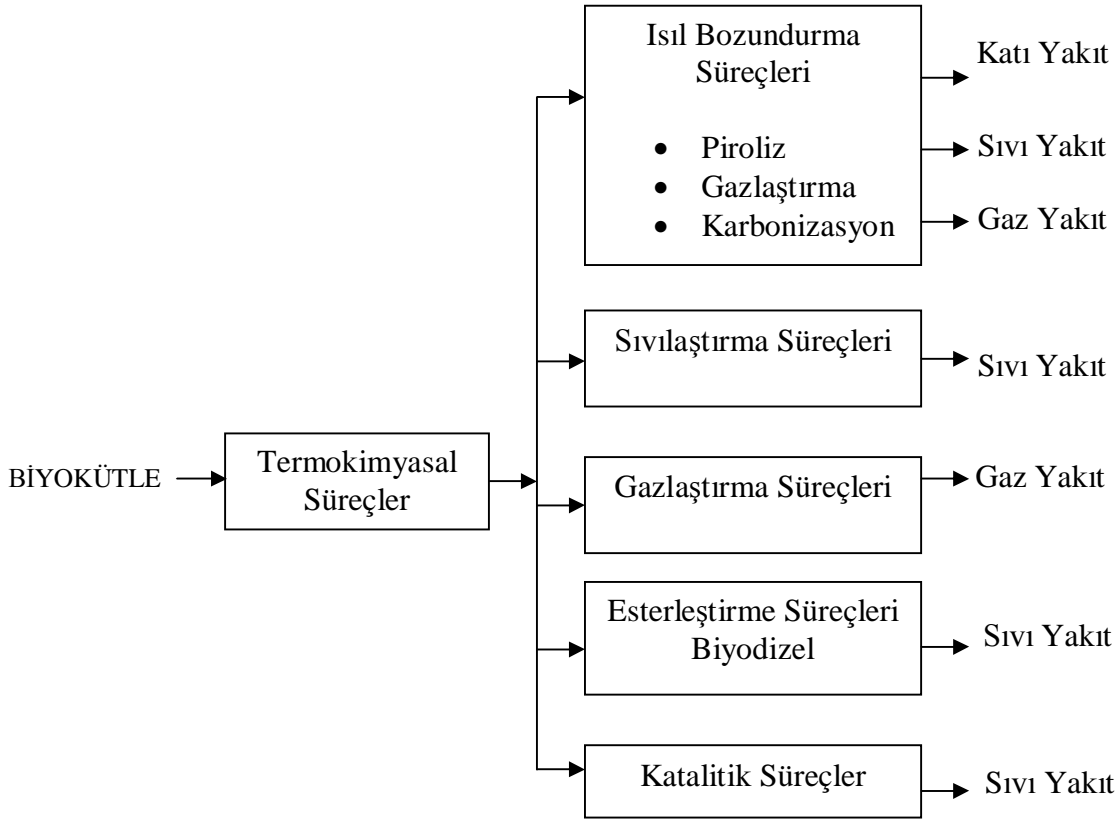 BİYOKÜTLE
Termokimyasal
Süreçler
Isıl Bozundurma
Süreçleri
• Piroliz
• Gazlaştırma
• Karbonizasyon
Katı Yakıt
Sıvı Yakıt
Gaz Yakıt
Sıvılaştırma Süreçleri
Sıvı Yakıt
Gazlaştırma Süreçleri
Gaz Yakıt
Esterleştirme Süreçleri
Biyodizel
Sıvı Yakıt
Katalitik Süreçler
Sıvı Yakıt